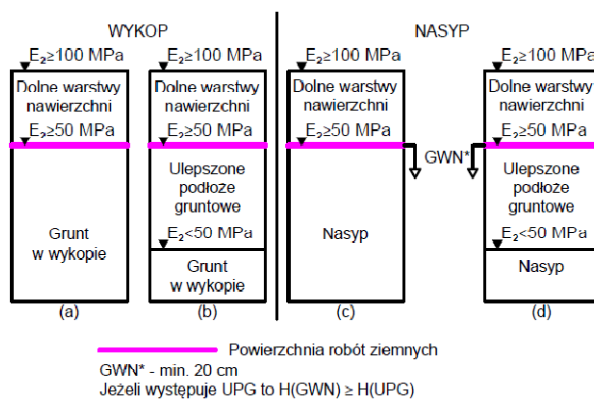 WYKOP
NASYP
E₂≥100 MPa
E₂≥100 MPa
E₂≥100 MPa
E₂≥100 MPa
Dolne warstwy
nawierzchni
Dolne warstwy
nawierzchni
Dolne warstwy
nawierzchni
Dolne warstwy
nawierzchni
E₂≥50 MPa
E₂≥50 MPa
E₂≥50 MPa
E₂≥50 MPa
GWN*
Grunt
w wykopie
Ulepszone
podłoże
gruntowe
E₂<50 MPa
Grunt
w wykopie
Nasyp
Ulepszone
podłoże
gruntowe
E₂<50 MPa
Nasyp
(a)
(b)
(c)
(d)
Powierzchnia robót ziemnych
GWN* - min. 20 cm
Jeżeli występuje UPG to H(GWN) ≥ H(UPG)